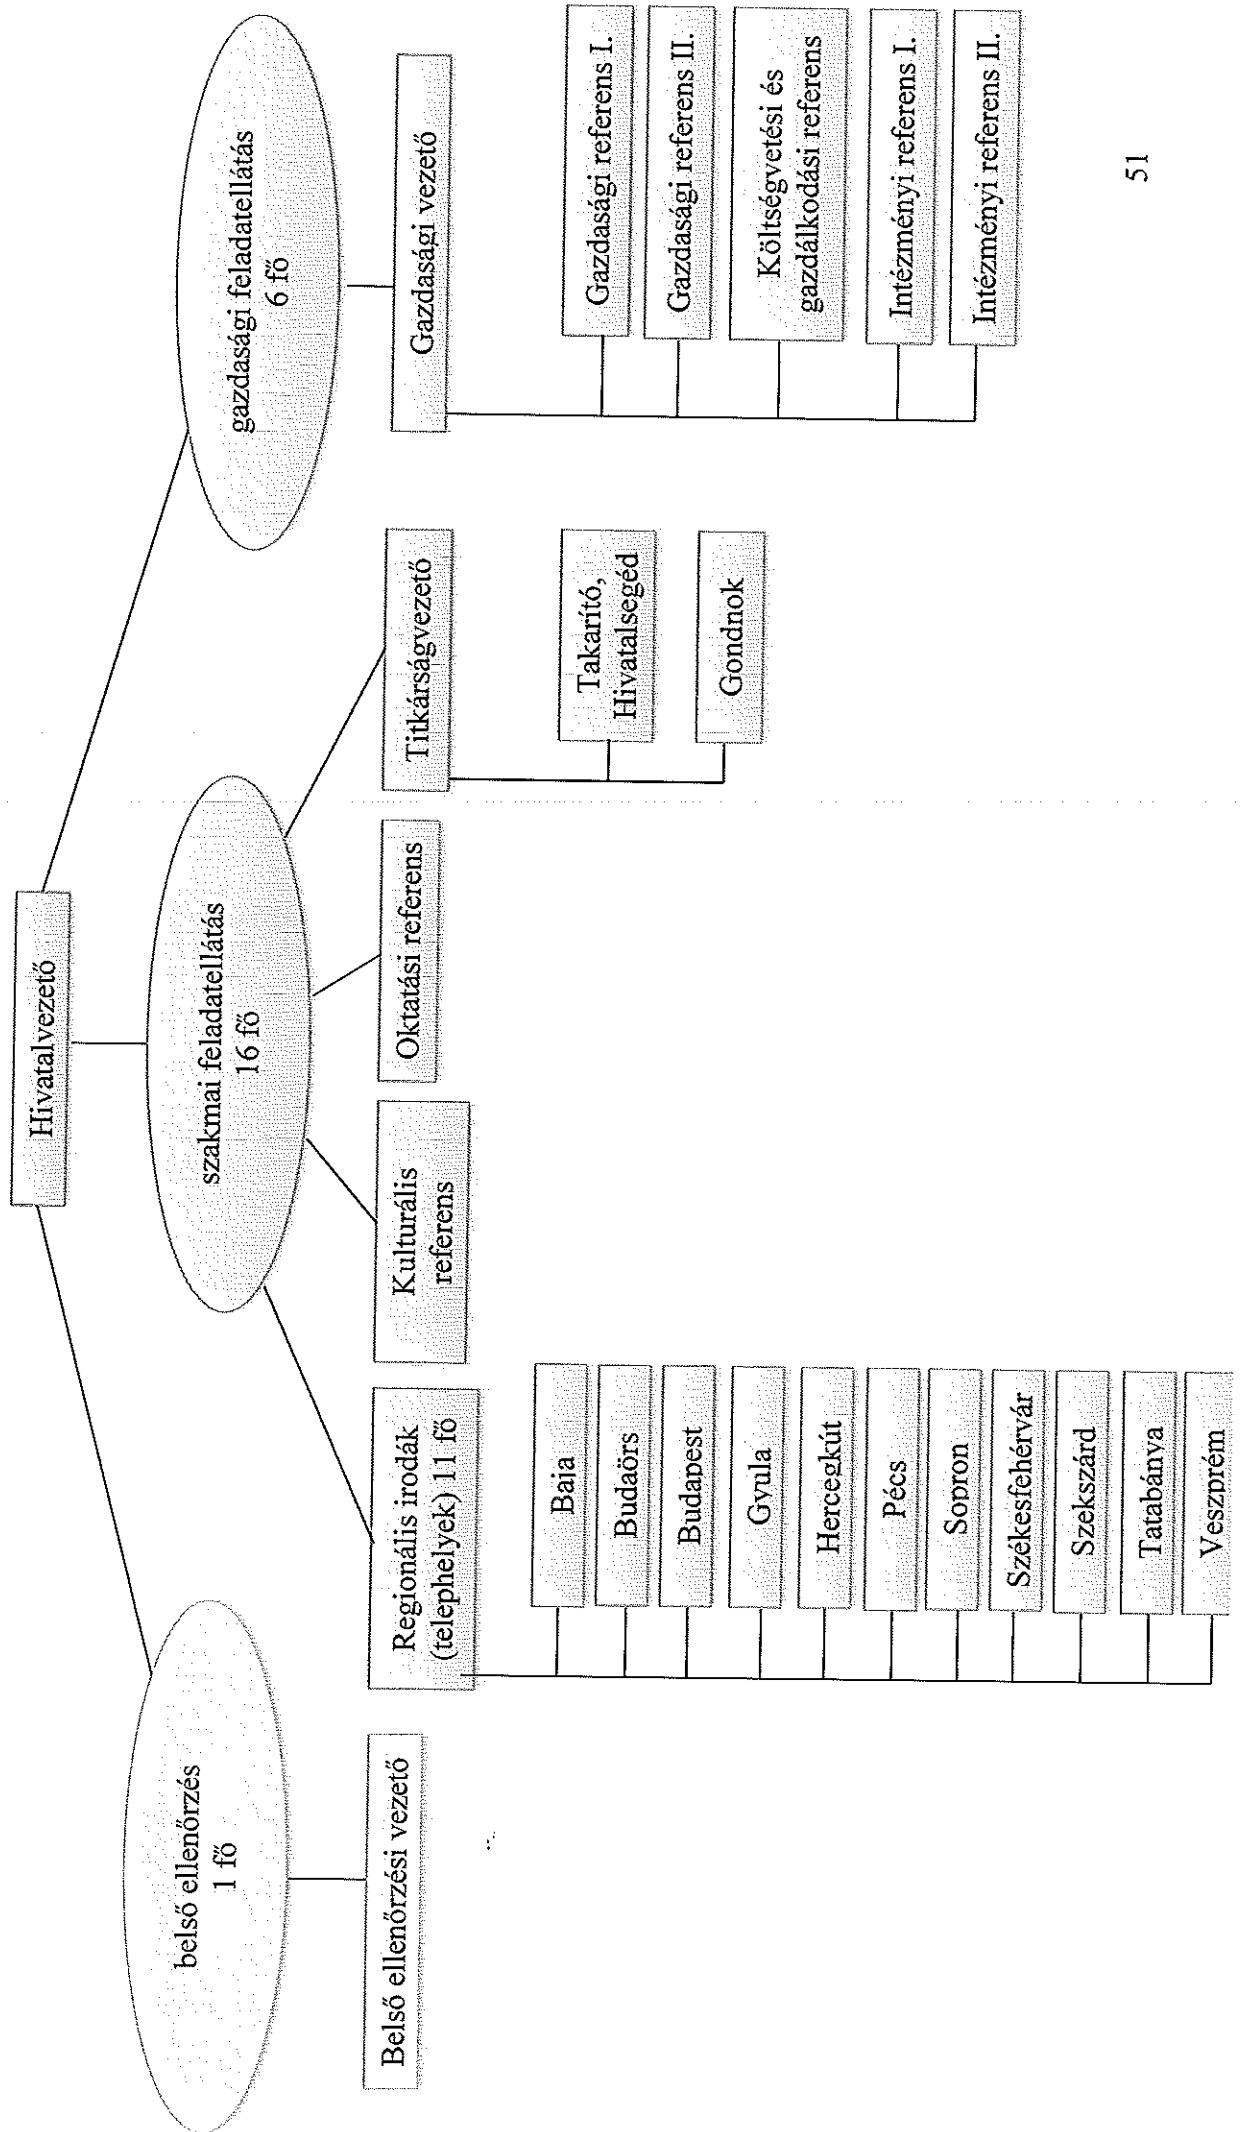 Hivatalvezető
belső ellenőrzés
1 fő
szakmai feladatellátás
16 fő
gazdasági feladatellátás
6 fő
Belső ellenőrzési vezető
Regionális irodák
(telephelyek) 11 fő
Kulturális
referens
Oktatási referens
Titkárságvezető
Gazdasági vezető
Baja
Budaörs
Budapest
Gyula
Hercegkút
Pécs
Sopron
Székesfehérvár
Szekszárd
Tatabánya
Veszprém
Takarító,
Hivatalsegéd
Gondnok
Gazdasági referens I.
Gazdasági referens II.
Költségvetési és
gazdálkodási referens
Intézményi referens I.
Intézményi referens II.
51